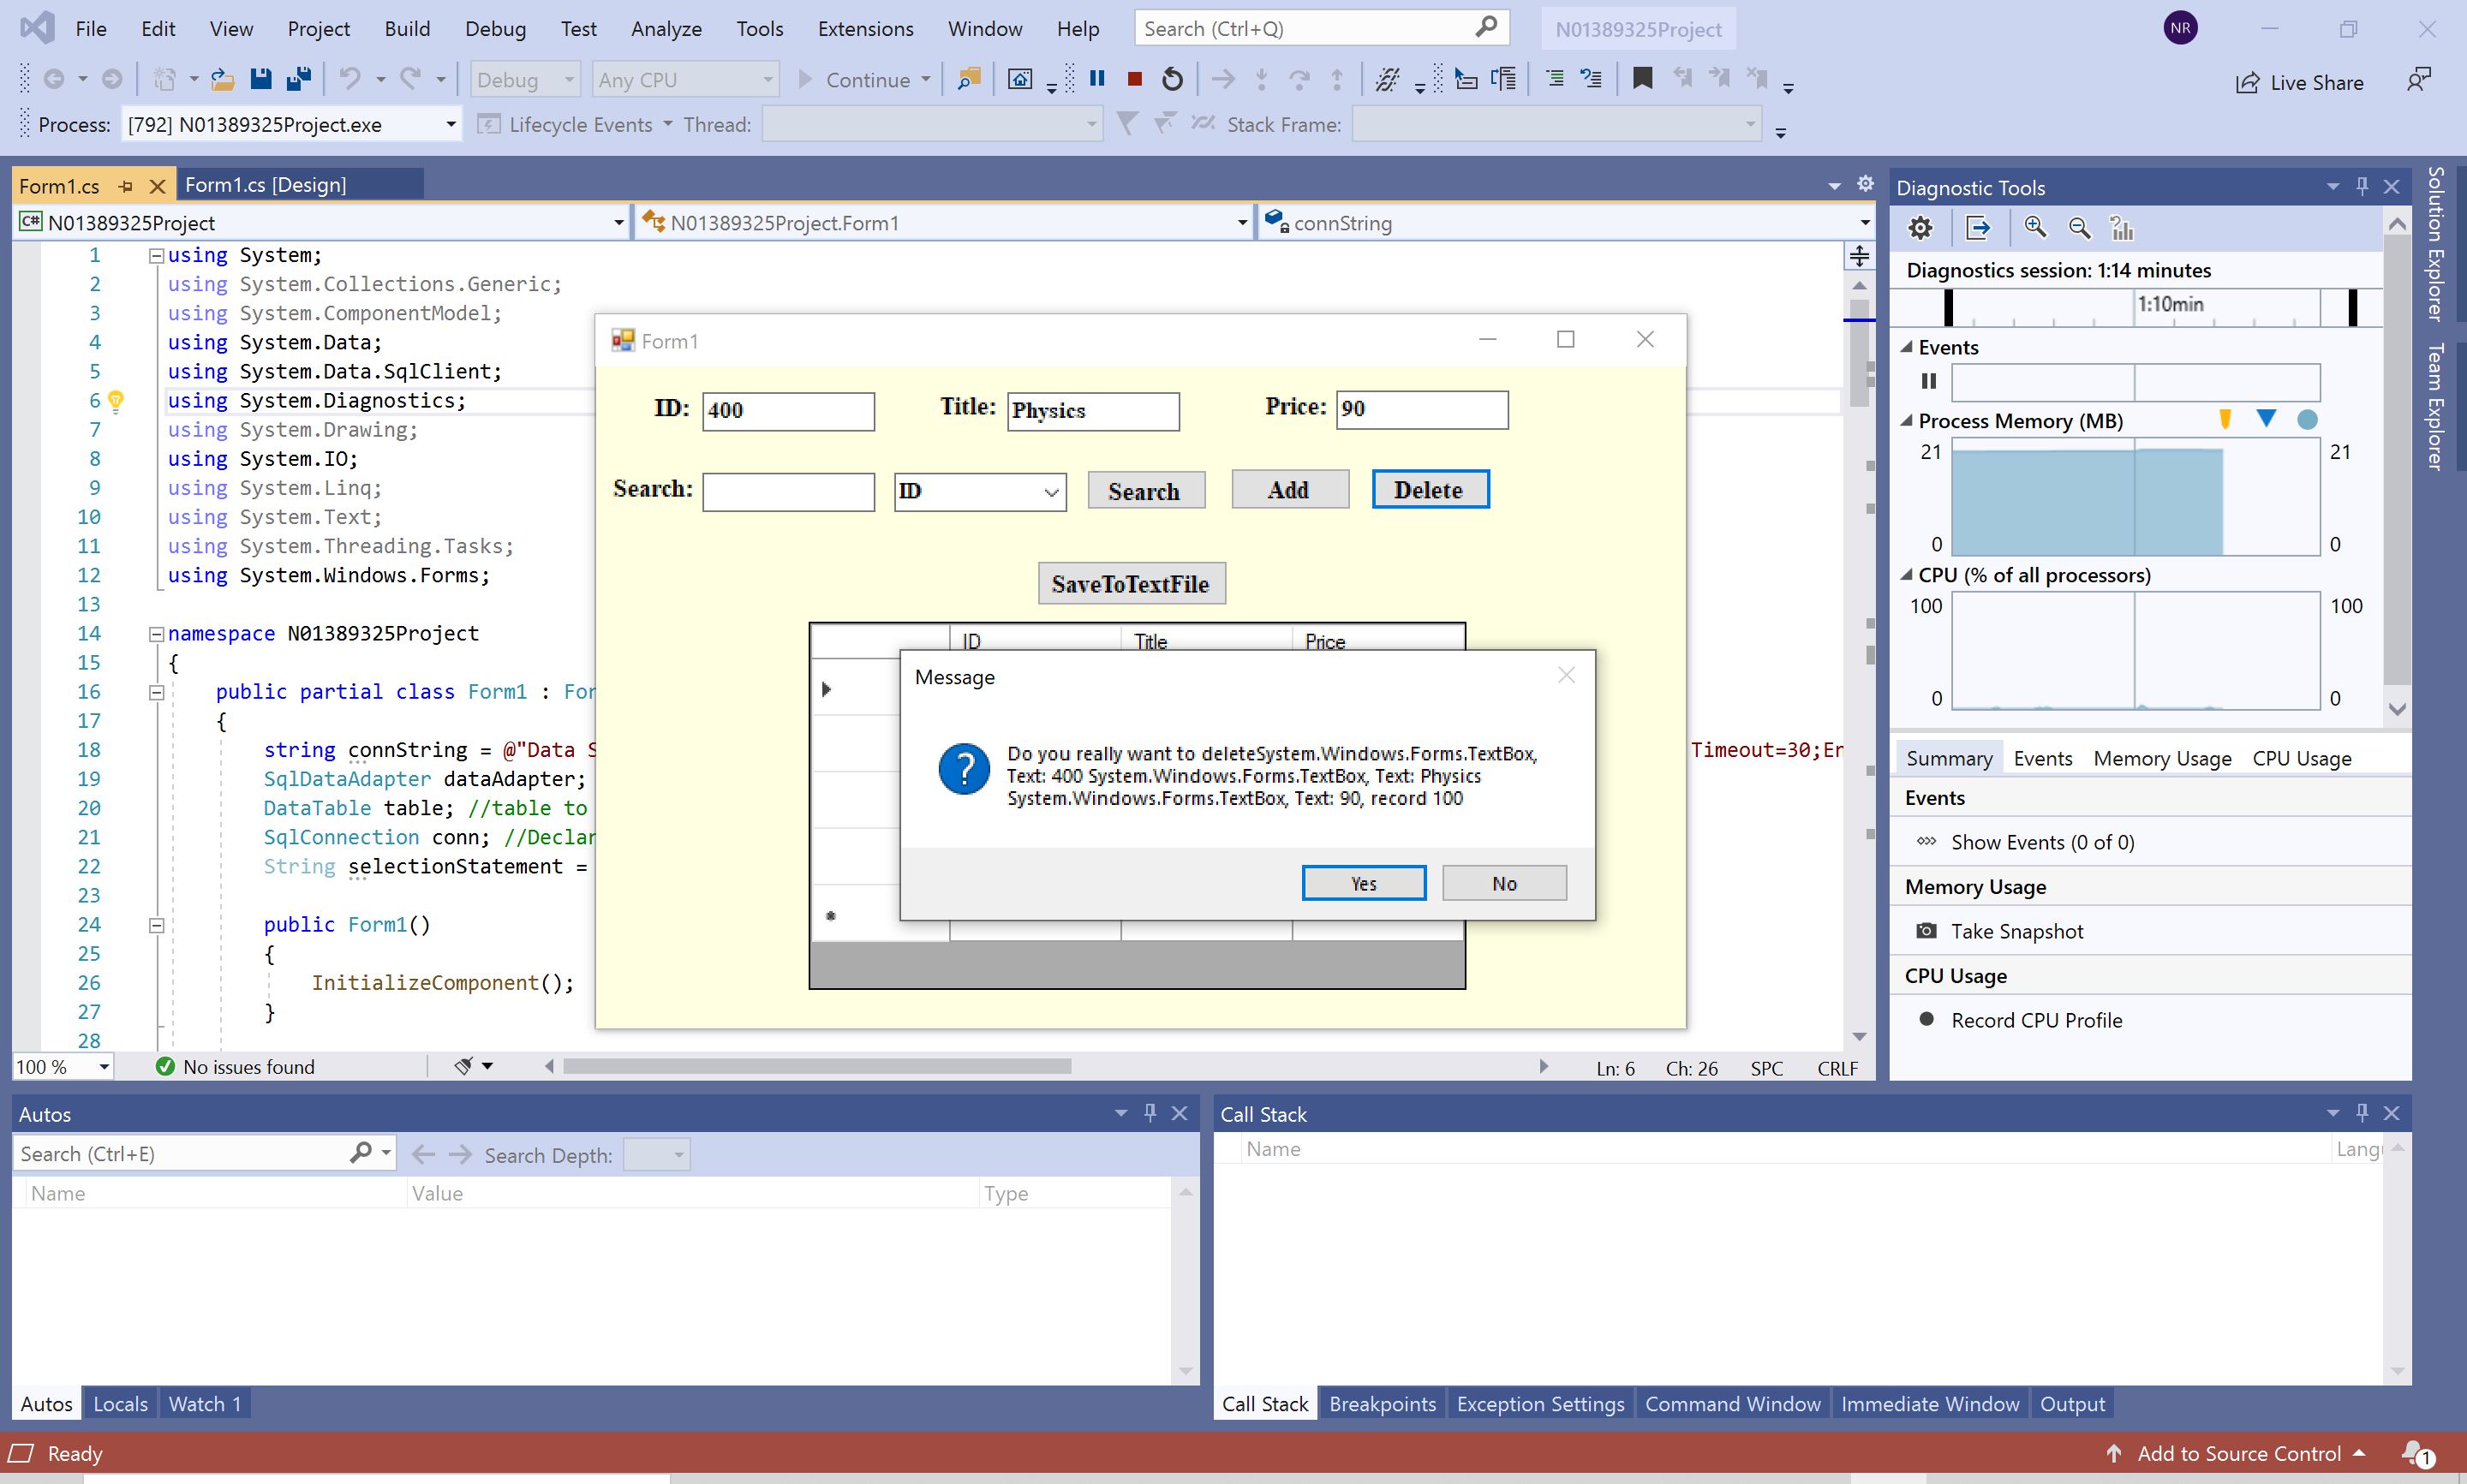 File Edit View Project Build Debug Test Analyze Tools Extensions Window Help Search (Ctrl+Q) N01389325Project NR
Debug Any CPU Continue Live Share
Process: [792] N01389325Project.exe Lifecycle Events Thread: Stack Frame:
Form1.cs Form1.cs [Design]
C# N01389325Project N01389325Project.Form1 connString
1 using System;
2 using System.Collections.Generic;
3 using System.ComponentModel;
4 using System.Data;
5 using System.Data.SqlClient;
6 using System.Diagnostics;
7 using System.Drawing;
8 using System.IO;
9 using System.Linq;
10 using System.Text;
11 using System.Threading.Tasks;
12 using System.Windows.Forms;
13
14 namespace N01389325Project
15 {
16 public partial class Form1 : For
17 {
18 string connString = @"Data S Timeout=30;En
19 SqlDataAdapter dataAdapter;
20 DataTable table; //table to
21 SqlConnection conn; //Declar
22 String selectionStatement =
23
24 public Form1()
25 {
26 InitializeComponent();
27 }
28
100 % No issues found Ln: 6 Ch: 26 SPC CRLF
Form1
ID: 400 Title: Physics Price: 90
Search: ID Search Add Delete
SaveToTextFile
ID Title Price
Message
Do you really want to deleteSystem.Windows.Forms.TextBox,
Text: 400 System.Windows.Forms.TextBox, Text: Physics
System.Windows.Forms.TextBox, Text: 90, record 100
Yes No
Diagnostic Tools
Diagnostics session: 1:14 minutes
1:10min
Events
Process Memory (MB)
21 21
0 0
CPU (% of all processors)
100 100
0 0
Summary Events Memory Usage CPU Usage
Events
Show Events (0 of 0)
Memory Usage
Take Snapshot
CPU Usage
Record CPU Profile
Solution Explorer
Team Explorer
Autos
Search (Ctrl+E) Search Depth:
Name Value Type
Autos Locals Watch 1
Call Stack
Name Lang
Call Stack Breakpoints Exception Settings Command Window Immediate Window Output
Ready Add to Source Control 1